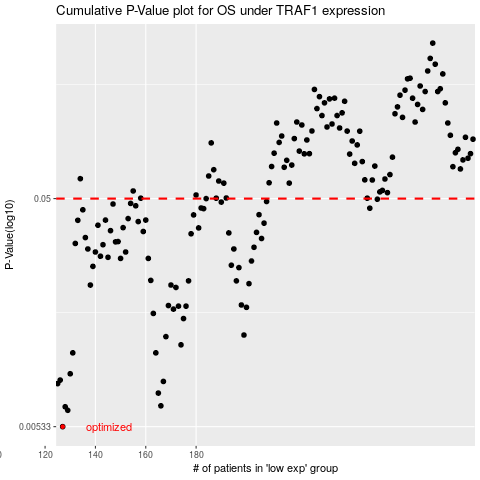 Cumulative P-Value plot for OS under TRAF1 expression
P-Value(log10)
0.05
0.00533
optimized
0 120 140 160 180
# of patients in 'low exp' group